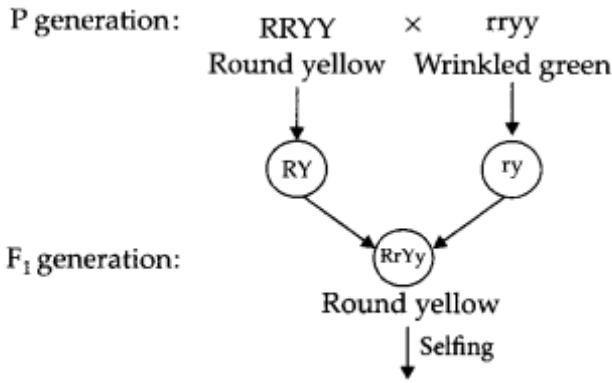 P generation: RRYY × rryy
Round yellow Wrinkled green
RY ry
F₁ generation: RrYy
Round yellow
Selfing